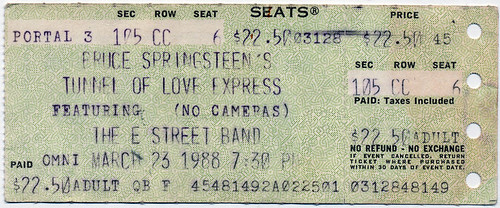 SEATS®
SEC ROW SEAT PRICE
PORTAL 3 105 CC 6 $22.50 03128 $22.50 45
BRUCE SPRINGSTEEN'S
TUNNEL OF LOVE EXPRESS
FEATURING (NO CAMERAS)
THE E STREET BAND
PAID OMNI MARCH 23 1988 7:30 PM
$22.50 ADULT QB F 45481492A022501 0312848149
SEC ROW SEAT
105 CC 6
PAID: Taxes Included
$22.50 ADULT
NO REFUND - NO EXCHANGE
IF EVENT CANCELLED, RETURN
TICKET WHERE PURCHASED
WITHIN 30 DAYS OF EVENT